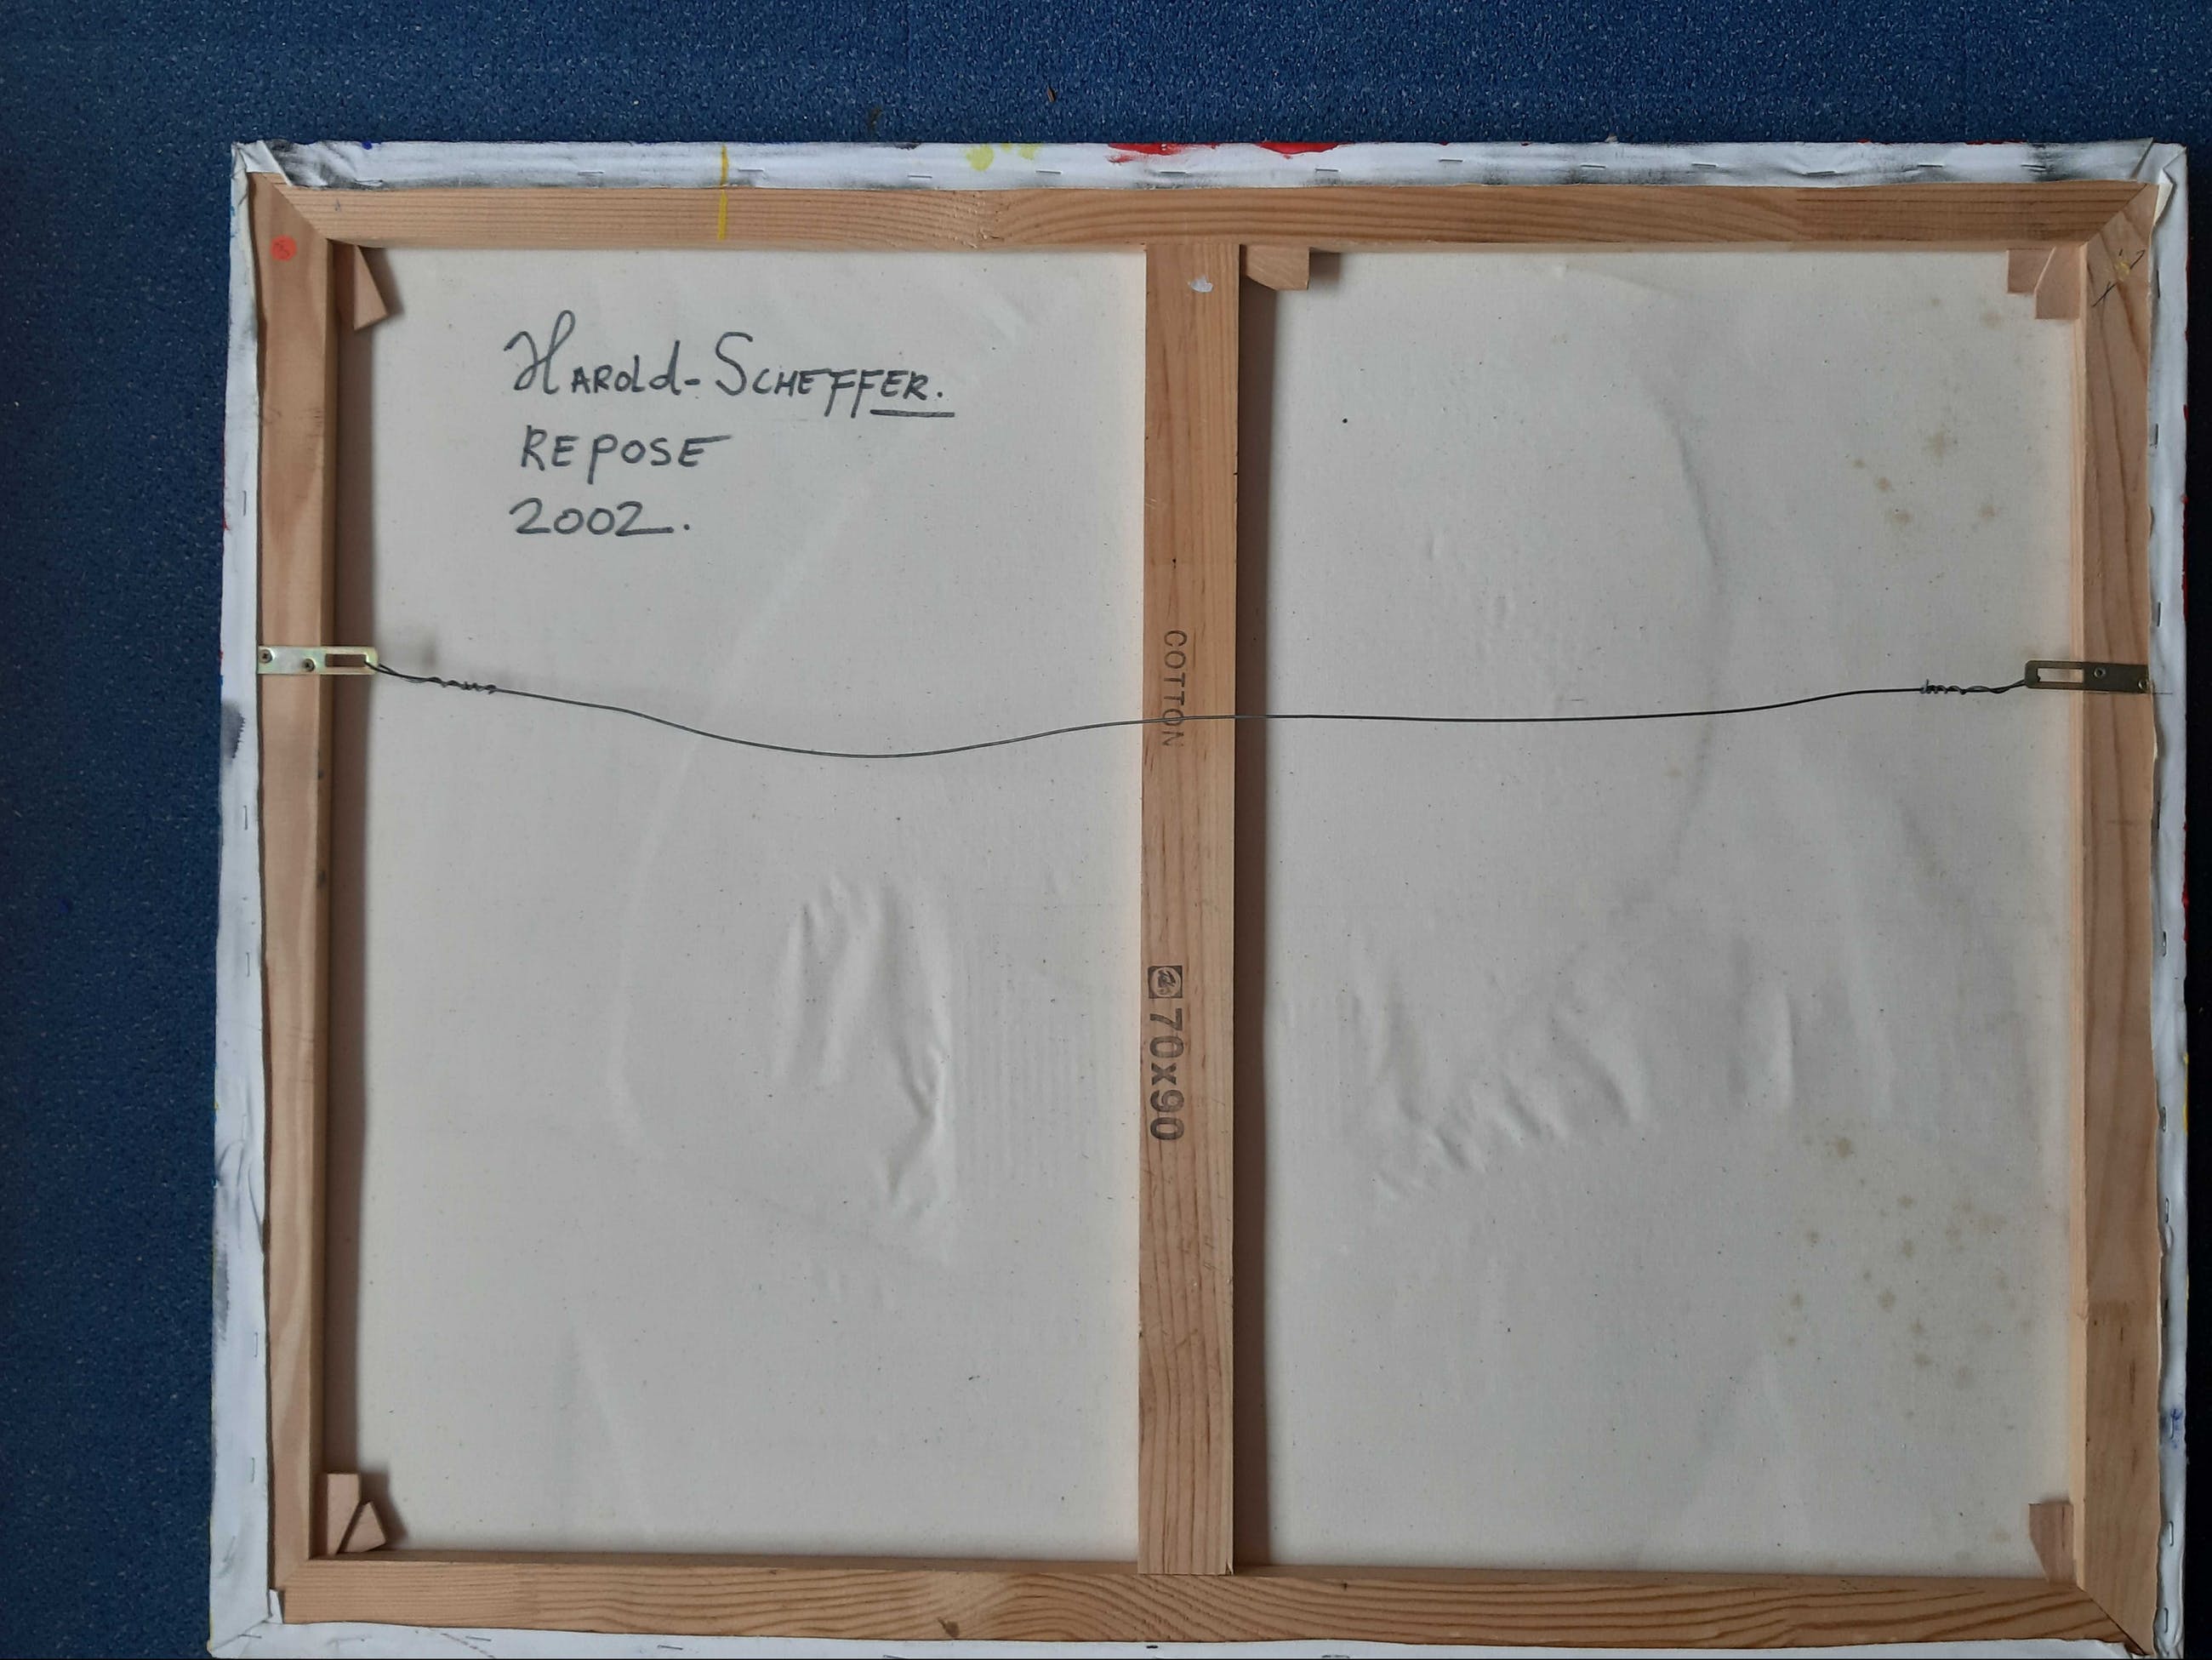 HAROLD-SCHEFFER.
REPOSE
2002.
COTTON
70x90